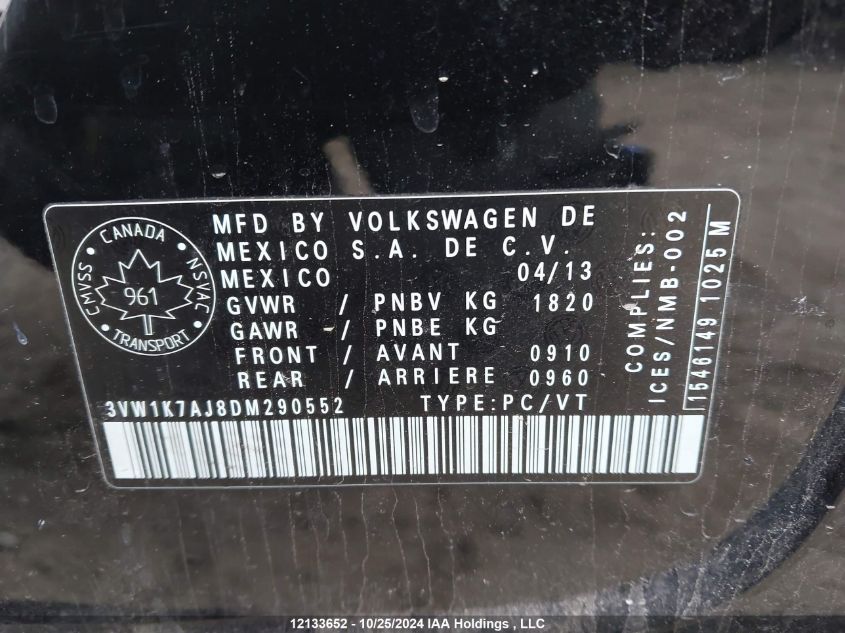 CANADA
CMVSS
NSVAC
961
TRANSPORT
MFD BY VOLKSWAGEN DE
MEXICO S.A. DE C.V.
MEXICO 04/13
GVWR / PNBV KG 1820
GAWR / PNBE KG
FRONT / AVANT 0910
REAR / ARRIERE 0960
3VW1K7AJ8DM290552 TYPE:PC/VT
COMPLIES:
ICES/NMB-002
1546149 1025 M
12133652 - 10/25/2024 IAA Holdings , LLC